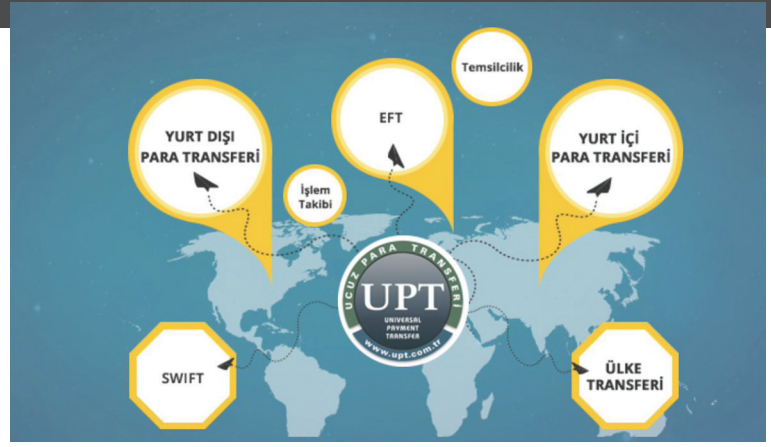 Temsilcilik
EFT
YURT DIŞI
PARA TRANSFERİ
YURT İÇİ
PARA TRANSFERİ
İşlem
Takibi
UCUZ PARA TRANSFERİ
UPT
UNIVERSAL
PAYMENT
TRANSFER
www.upt.com.tr
SWIFT
ÜLKE
TRANSFERİ